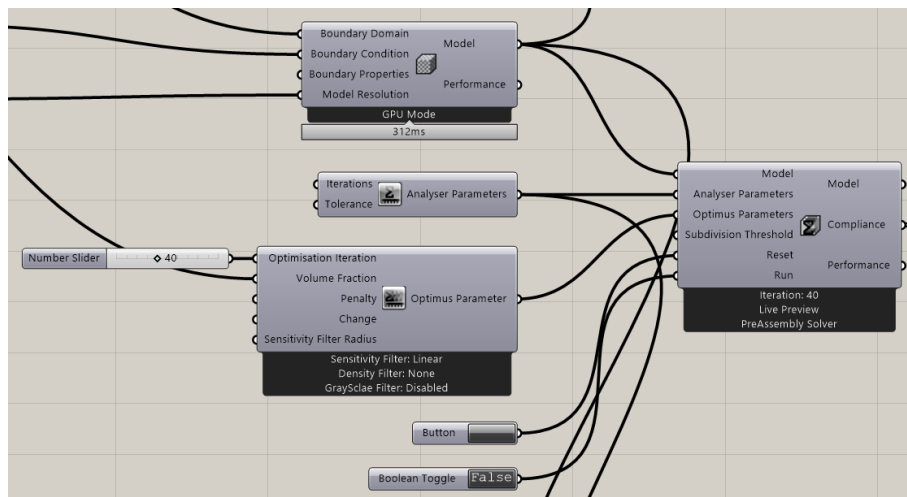 Boundary Domain
Boundary Condition
Boundary Properties
Model Resolution
Model
Performance
GPU Mode
312ms
Iterations
Tolerance
Analyser Parameters
Number Slider
40
Optimisation Iteration
Volume Fraction
Penalty
Change
Sensitivity Filter Radius
Optimus Parameter
Sensitivity Filter: Linear
Density Filter: None
GraySclae Filter: Disabled
Model
Analyser Parameters
Optimus Parameters
Subdivision Threshold
Reset
Run
Model
Compliance
Performance
Iteration: 40
Live Preview
PreAssembly Solver
Button
Boolean Toggle
False